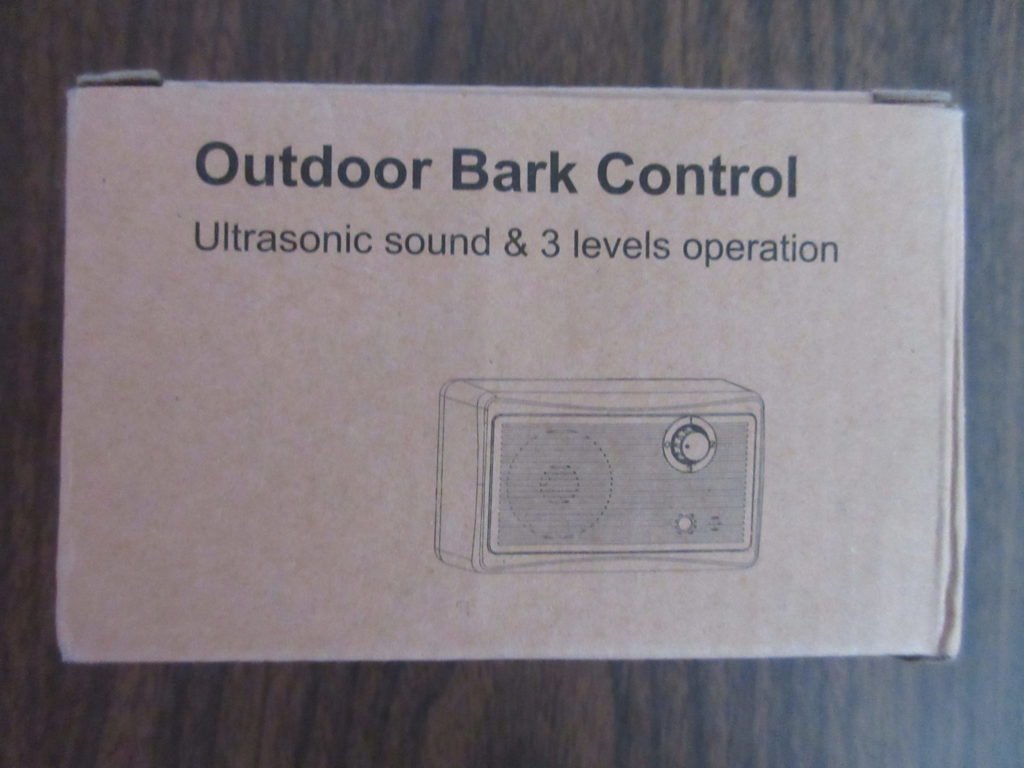 Outdoor Bark Control
Ultrasonic sound & 3 levels operation